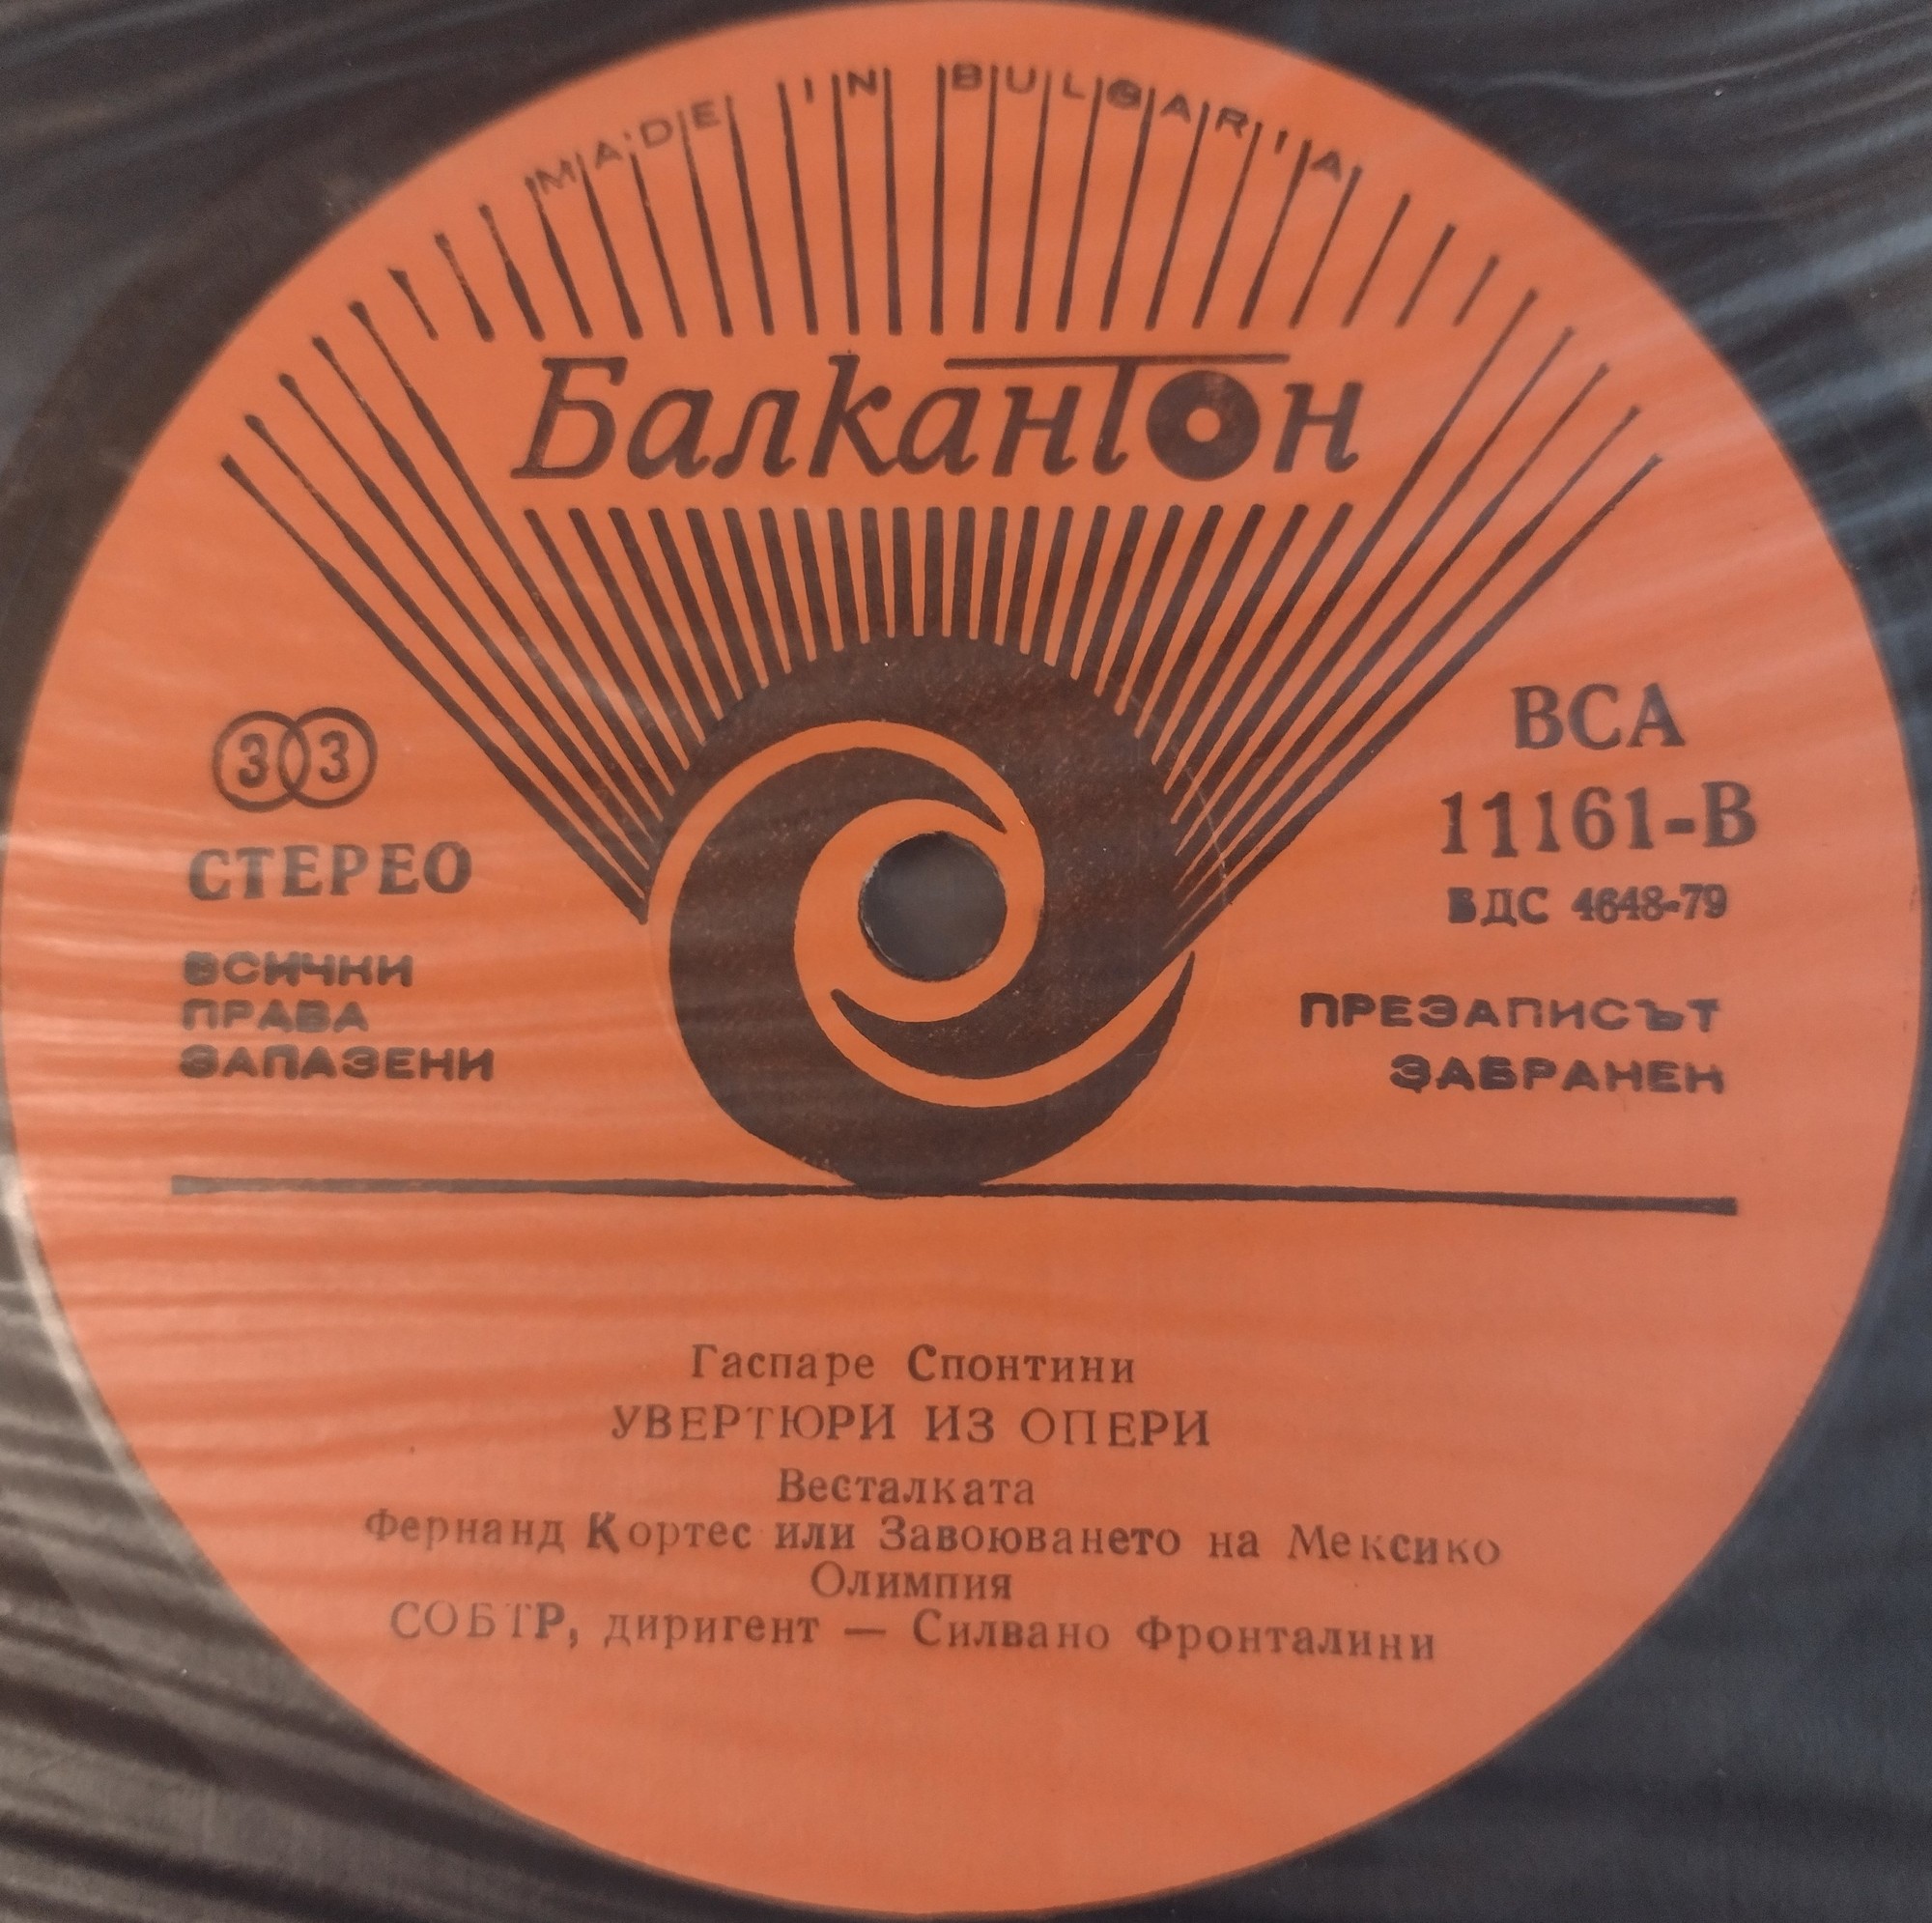 MADE IN BULGARIA
Балкантон
33
СТЕРЕО
ВСИЧКИ
ПРАВА
ЗАПАЗЕНИ
ВСА
11161-В
БДС 4648-79
ПРЕЗАПИСЪТ
ЗАБРАНЕН
Гаспаре Спонтини
УВЕРТЮРИ ИЗ ОПЕРИ
Весталката
Фернанд Кортес или Завоюването на Мексико
Олимпия
СОБТР, диригент — Силвано Фронталини